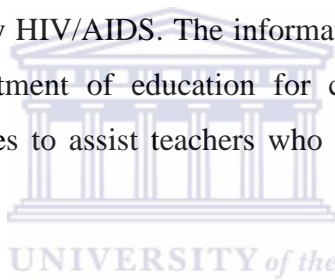 HIV/AIDS. The informa
tment of education for c
es to assist teachers who
UNIVERSITY of the